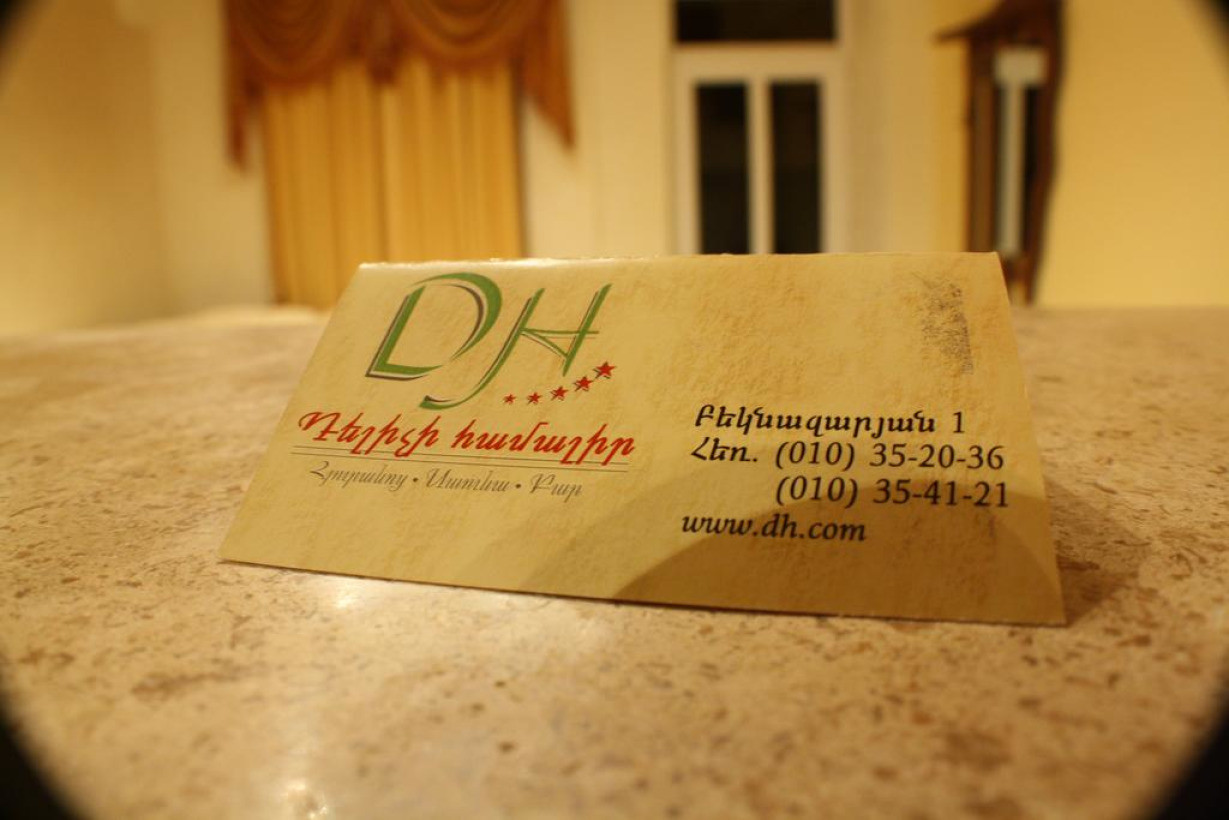 DH
Դելիչի համալիր
Հյուրանոց • Սաունա • Բար
Բեկնազարյան 1
Հեռ. (010) 35-20-36
(010) 35-41-21
www.dh.com